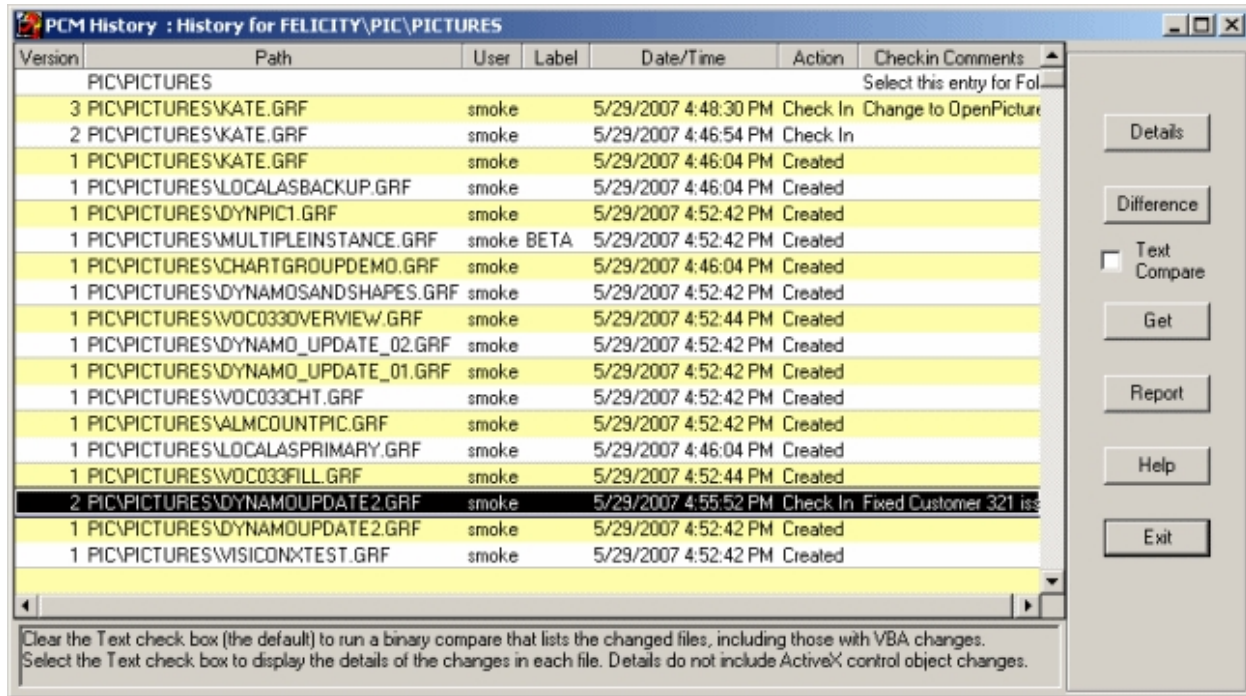 PCM History : History for FELICITY\PIC\PICTURES
Version Path User Label Date/Time Action Checkin Comments
PIC\PICTURES Select this entry for Fol
3 PIC\PICTURES\KATE.GRF smoke 5/29/2007 4:48:30 PM Check In Change to OpenPicture
2 PIC\PICTURES\KATE.GRF smoke 5/29/2007 4:46:54 PM Check In
1 PIC\PICTURES\KATE.GRF smoke 5/29/2007 4:46:04 PM Created
1 PIC\PICTURES\LOCALASBACKUP.GRF smoke 5/29/2007 4:46:04 PM Created
1 PIC\PICTURES\DYNPIC1.GRF smoke 5/29/2007 4:52:42 PM Created
1 PIC\PICTURES\MULTIPLEINSTANCE.GRF smoke BETA 5/29/2007 4:52:42 PM Created
1 PIC\PICTURES\CHARTGROUPDEMO.GRF smoke 5/29/2007 4:46:04 PM Created
1 PIC\PICTURES\DYNAMOSANDSHAPES.GRF smoke 5/29/2007 4:52:42 PM Created
1 PIC\PICTURES\VOC033OVERVIEW.GRF smoke 5/29/2007 4:52:44 PM Created
1 PIC\PICTURES\DYNAMO_UPDATE_02.GRF smoke 5/29/2007 4:52:42 PM Created
1 PIC\PICTURES\DYNAMO_UPDATE_01.GRF smoke 5/29/2007 4:52:42 PM Created
1 PIC\PICTURES\VOC033CHT.GRF smoke 5/29/2007 4:52:42 PM Created
1 PIC\PICTURES\ALMCOUNTPIC.GRF smoke 5/29/2007 4:52:42 PM Created
1 PIC\PICTURES\LOCALASPRIMARY.GRF smoke 5/29/2007 4:46:04 PM Created
1 PIC\PICTURES\VOC033FILL.GRF smoke 5/29/2007 4:52:44 PM Created
2 PIC\PICTURES\DYNAMOUPDATE2.GRF smoke 5/29/2007 4:55:52 PM Check In Fixed Customer 321 iss
1 PIC\PICTURES\DYNAMOUPDATE2.GRF smoke 5/29/2007 4:52:42 PM Created
1 PIC\PICTURES\VISICONXTEST.GRF smoke 5/29/2007 4:52:42 PM Created
Details
Difference
Text
Compare
Get
Report
Help
Exit
Clear the Text check box (the default) to run a binary compare that lists the changed files, including those with VBA changes.
Select the Text check box to display the details of the changes in each file. Details do not include ActiveX control object changes.